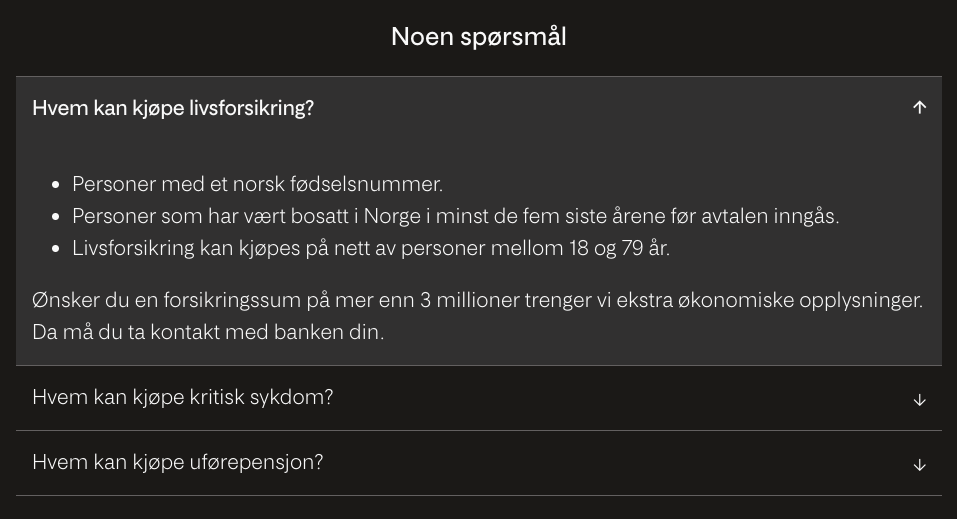 Noen spørsmål
Hvem kan kjøpe livsforsikring?
Personer med et norsk fødselsnummer.
Personer som har vært bosatt i Norge i minst de fem siste årene før avtalen inngås.
Livsforsikring kan kjøpes på nett av personer mellom 18 og 79 år.
Ønsker du en forsikringssum på mer enn 3 millioner trenger vi ekstra økonomiske opplysninger.
Da må du ta kontakt med banken din.
Hvem kan kjøpe kritisk sykdom?
Hvem kan kjøpe uførepensjon?